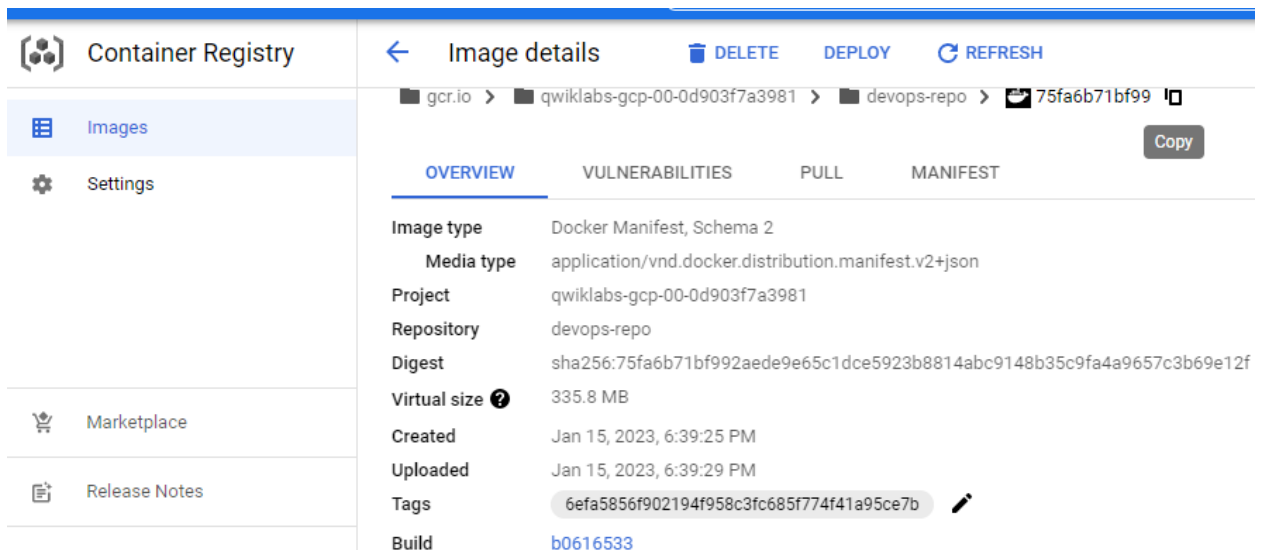 Container Registry
Image details
DELETE
DEPLOY
REFRESH
gcr.io > qwiklabs-gcp-00-0d903f7a3981 > devops-repo > 75fa6b71bf99
Copy
Images
Settings
Marketplace
Release Notes
OVERVIEW
VULNERABILITIES
PULL
MANIFEST
Image type Docker Manifest, Schema 2
Media type application/vnd.docker.distribution.manifest.v2+json
Project qwiklabs-gcp-00-0d903f7a3981
Repository devops-repo
Digest sha256:75fa6b71bf992aede9e65c1dce5923b8814abc9148b35c9fa4a9657c3b69e12f
Virtual size ? 335.8 MB
Created Jan 15, 2023, 6:39:25 PM
Uploaded Jan 15, 2023, 6:39:29 PM
Tags 6efa5856f902194f958c3fc685f774f41a95ce7b
Build b0616533